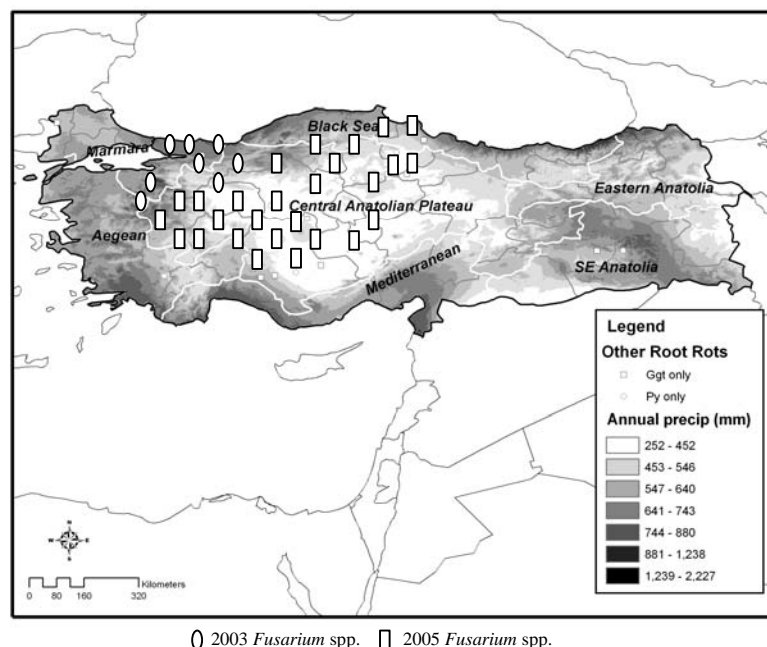 Black Sea
Marmara
Eastern Anatolia
Central Anatolian Plateau
Aegean
Mediterranean
SE Anatolia
Legend
Other Root Rots
Ggt only
Py only
Annual precip (mm)
252 - 452
453 - 546
547 - 640
641 - 743
744 - 880
881 - 1,238
1,239 - 2,227
N
W E
S
Kilometers
0 40 80 160 320
2003 Fusarium spp. 2005 Fusarium spp.